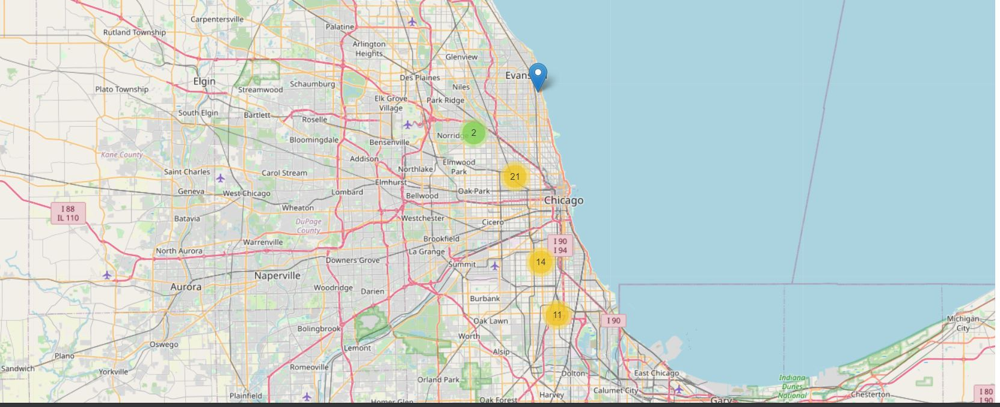 Carpentersville
Rutland Township
Palatine
Arlington
Heights
Glenview
Elgin
Des Plaines
Plato Township
Streamwood
Schaumburg
Niles
Elk Grove
Village
Park Ridge
South Elgin
Bartlett
Roselle
2
Bloomingdale
Bensenville
Kane County
Addison
Elmwood
Park
Saint Charles
Carol Stream
Northlake
21
Geneva
West Chicago
Elmhurst
Lombard
Bellwood
Oak Park
Chicago
I 88
IL 110
Wheaton
Batavia
DuPage
County
Westchester
Cicero
Warrenville
Brookfield
I 90
I 94
North Aurora
La Grange
Downers Grove
Summit
14
Naperville
Aurora
Woodridge
Darien
Burbank
11
I 90
Michigan
City
Oak Lawn
Bolingbrook
Worth
Oswego
Lemont
Alsip
Plano
Sandwich
Yorkville
Romeoville
Orland Park
Dolton
East Chicago
Indiana
Dunes
National
Plainfield
Harvey
Calumet City
Chesterton
I 80
I 90
Homer Glen
Oak Forest
Gary